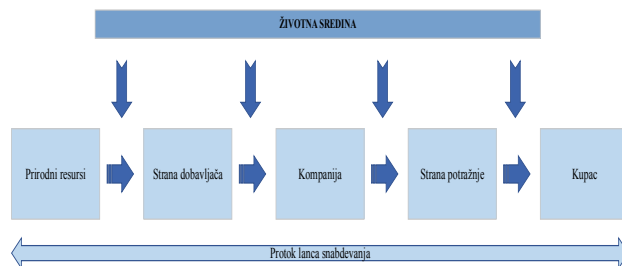 ŽIVOTNA SREDINA
Prirodni resursi
Strana dobavljača
Kompanija
Strana potražnje
Kupac
Protok lanca snabdevanja